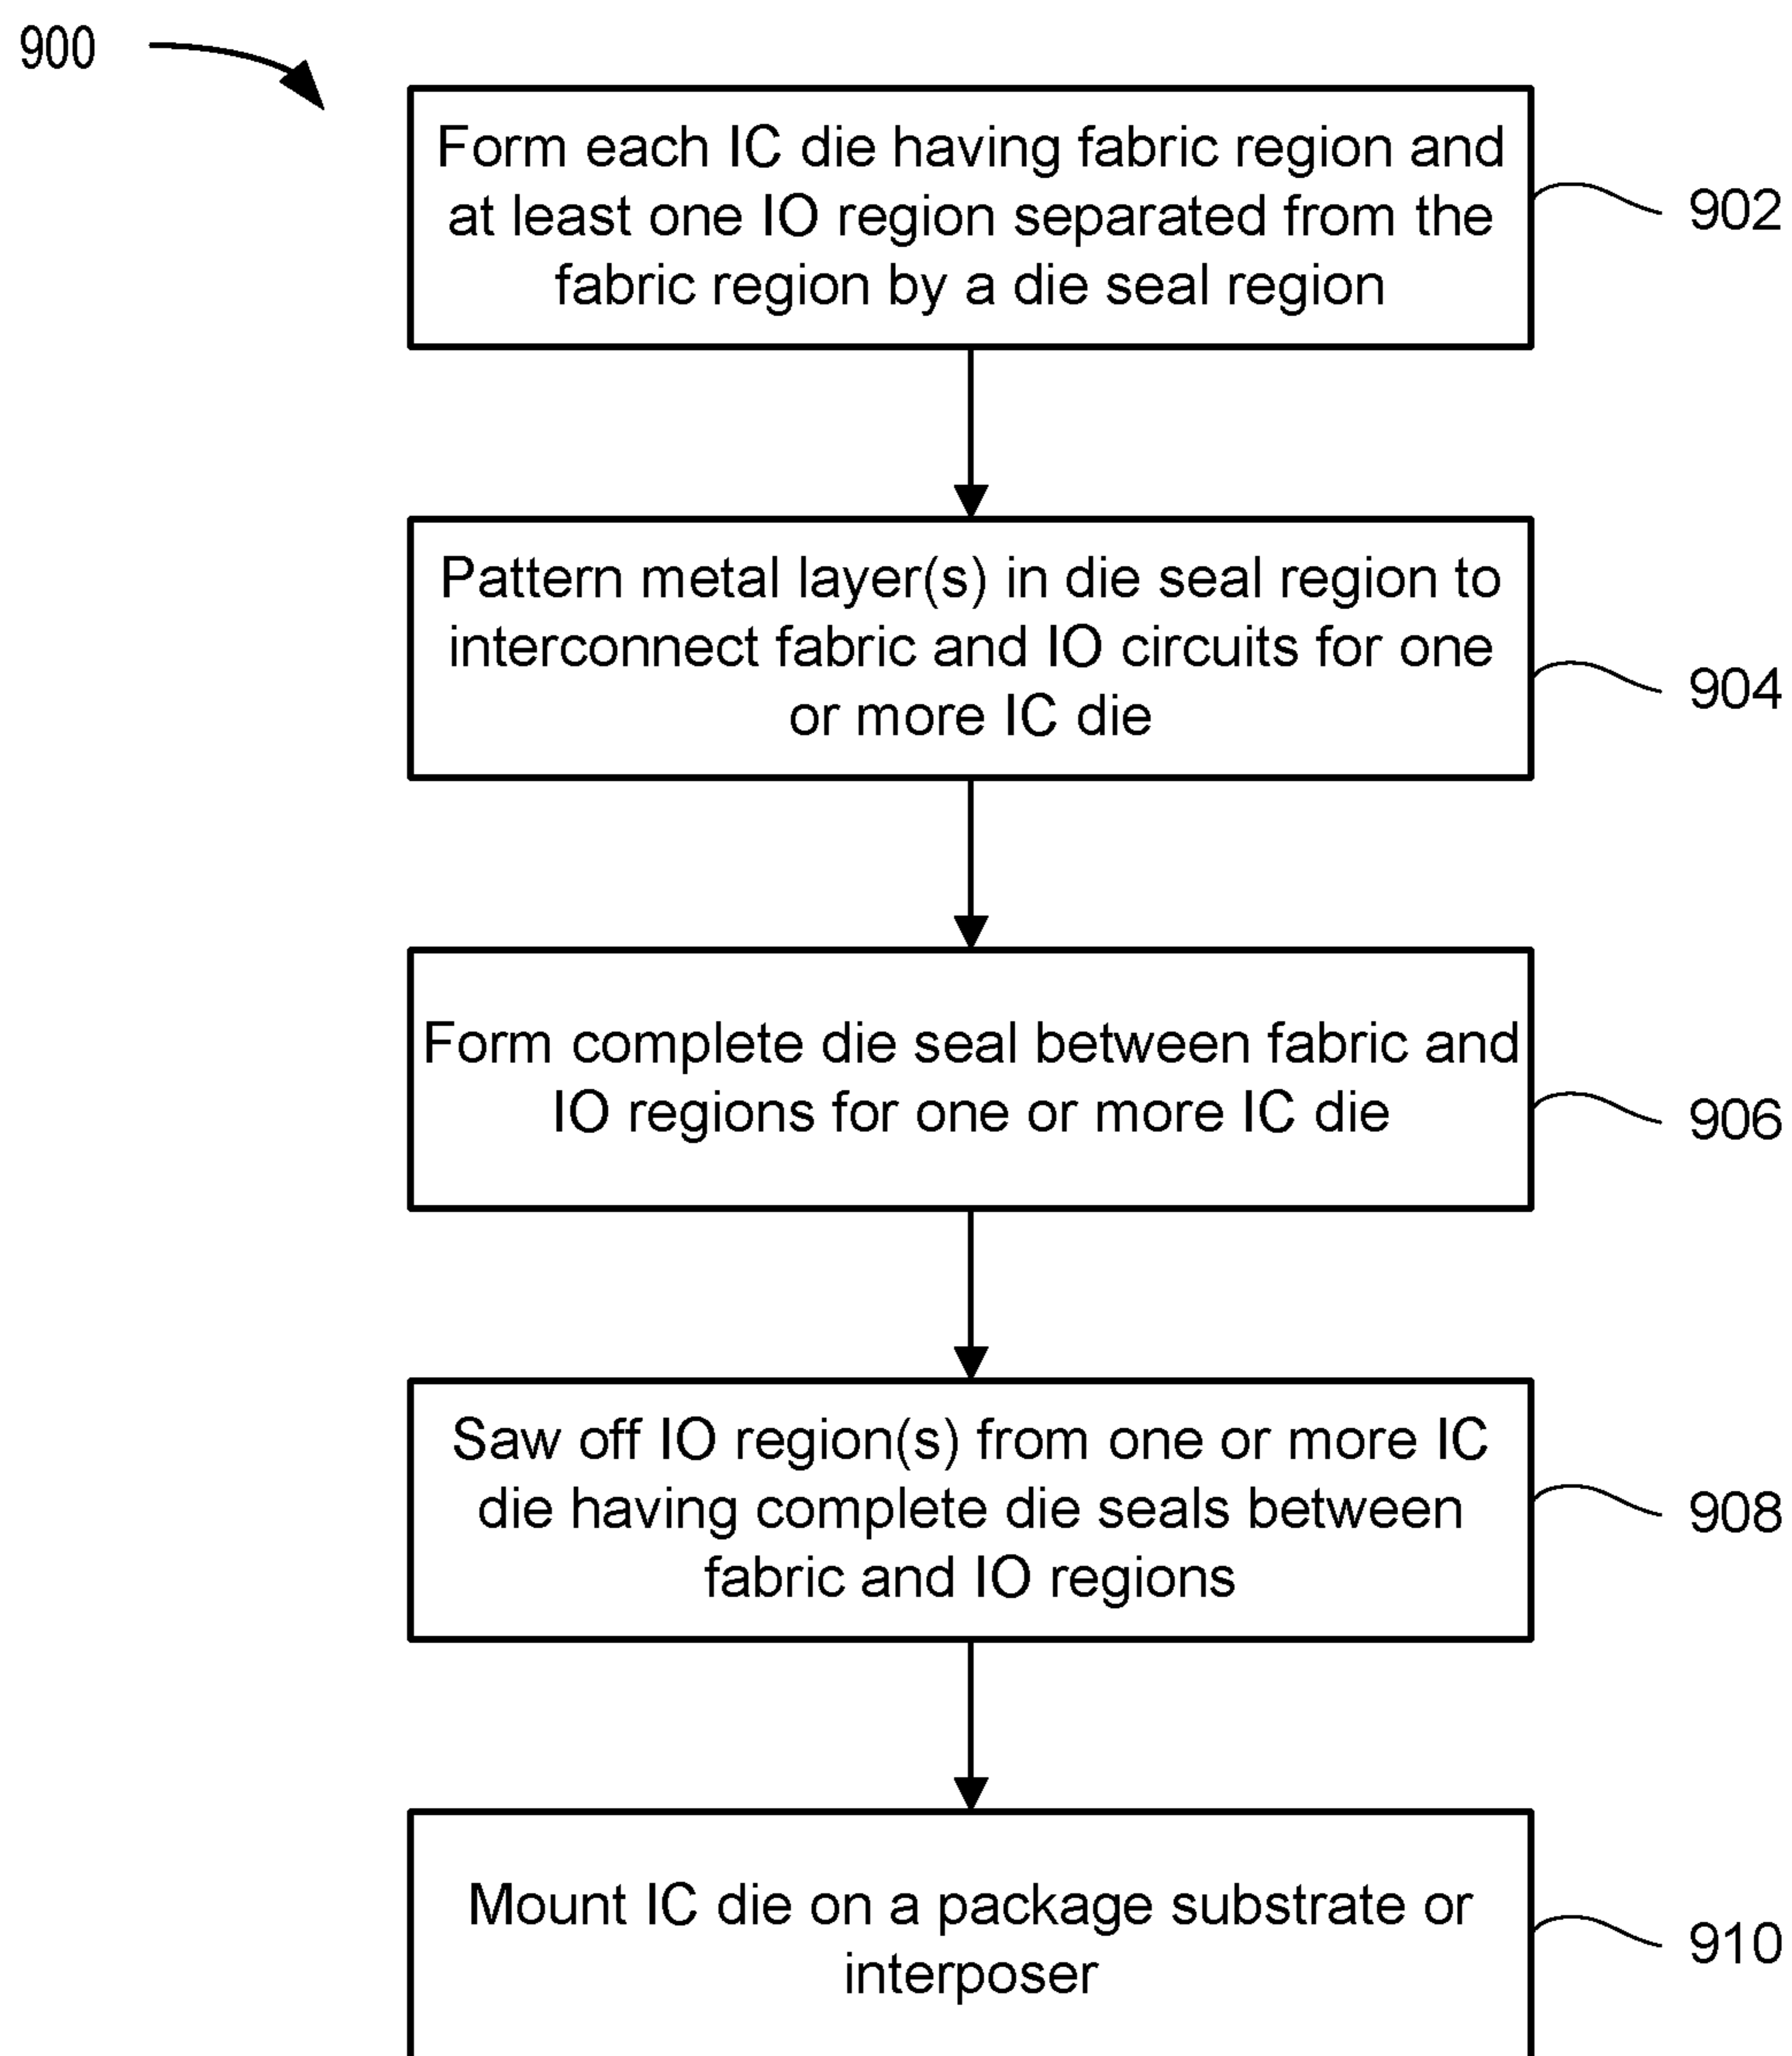 900
Form each IC die having fabric region and
at least one IO region separated from the
fabric region by a die seal region
902
Pattern metal layer(s) in die seal region to
interconnect fabric and IO circuits for one
or more IC die
904
Form complete die seal between fabric and
IO regions for one or more IC die
906
Saw off IO region(s) from one or more IC
die having complete die seals between
fabric and IO regions
908
Mount IC die on a package substrate or
interposer
910